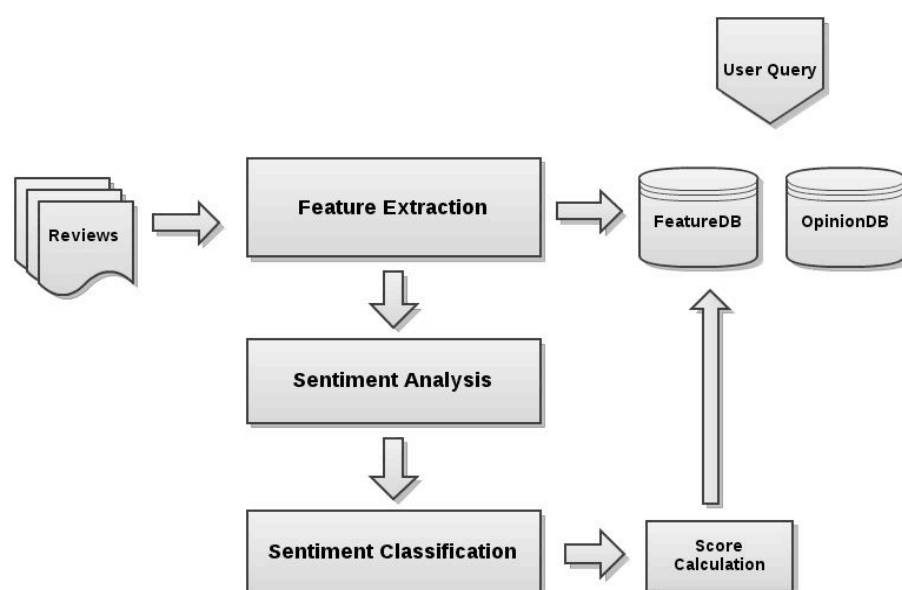 User Query
Reviews
Feature Extraction
FeatureDB
OpinionDB
Sentiment Analysis
Sentiment Classification
Score
Calculation